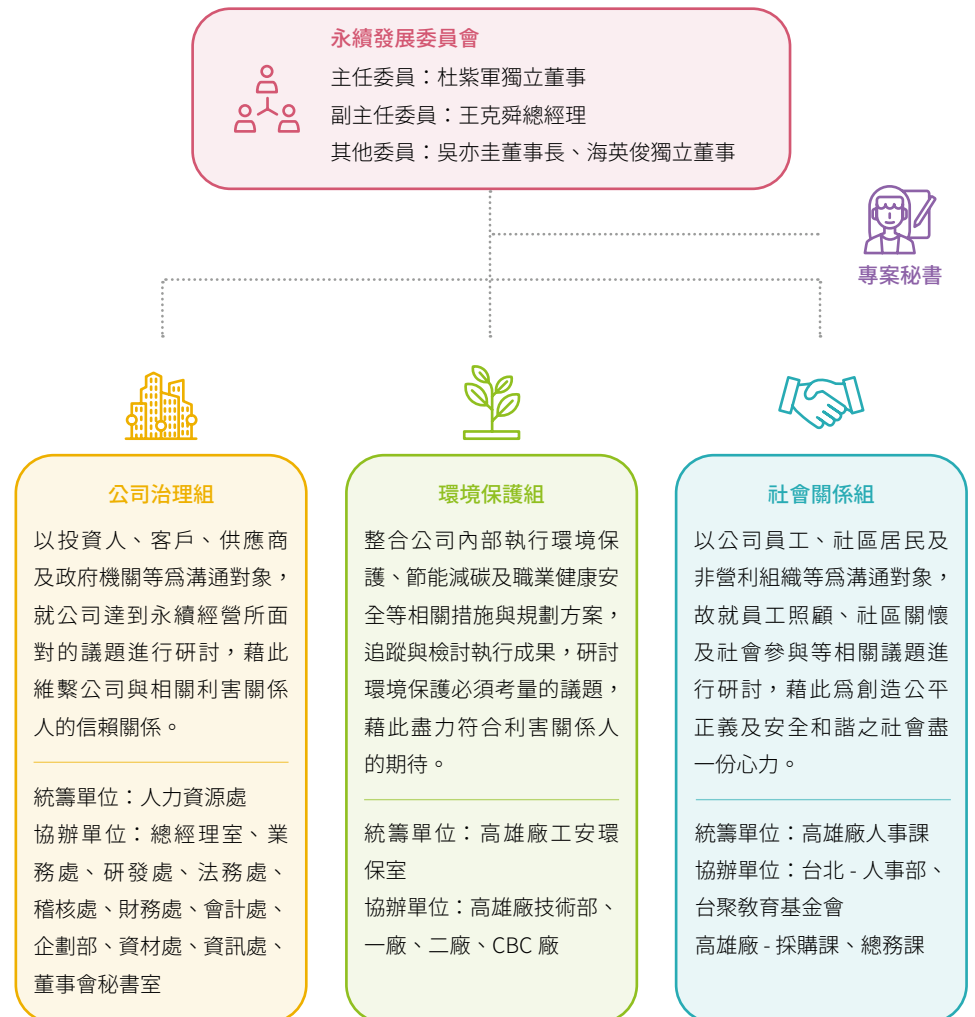 永續發展委員會
主任委員：杜紫軍獨立董事
副主任委員：王克舜總經理
其他委員：吳亦圭董事長、海英俊獨立董事
專案秘書
公司治理組
以投資人、客戶、供應商
及政府機關等為溝通對象，
就公司達到永續經營所面
對的議題進行研討，藉此
維繫公司與相關利害關係
人的信賴關係。
統籌單位：人力資源處
協辦單位：總經理室、業
務處、研發處、法務處、
稽核處、財務處、會計處、
企劃部、資材處、資訊處、
董事會秘書室
環境保護組
整合公司內部執行環境保
護、節能減碳及職業健康安
全等相關措施與規劃方案，
追蹤與檢討執行成果，研討
環境保護必須考量的議題，
藉此盡力符合利害關係人
的期待。
統籌單位：高雄廠工安環
保室
協辦單位：高雄廠技術部、
一廠、二廠、CBC 廠
社會關係組
以公司員工、社區居民及
非營利組織等為溝通對象，
故就員工照顧、社區關懷
及社會參與等相關議題進
行研討，藉此為創造公平
正義及安全和諧之社會盡
一份心力。
統籌單位：高雄廠人事課
協辦單位：台北 - 人事部、
台聚教育基金會
高雄廠 - 採購課、總務課